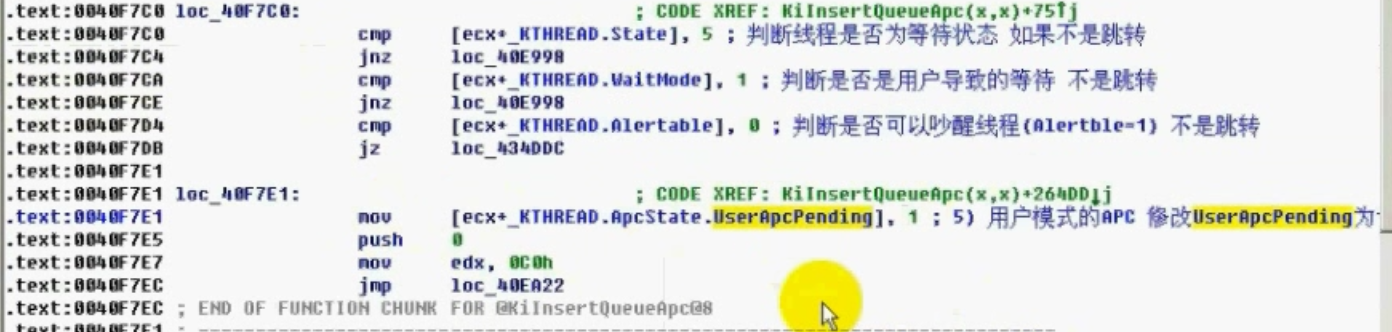 .text:0040F7C0 loc_40F7C0: ; CODE XREF: KiInsertQueueApc(x,x)+75↑j
.text:0040F7C0 cmp [ecx+_KTHREAD.State], 5 ; 判断线程是否为等待状态 如果不是跳转
.text:0040F7C4 jnz loc_40E998
.text:0040F7CA cmp [ecx+_KTHREAD.WaitMode], 1 ; 判断是否是用户导致的等待 不是跳转
.text:0040F7CE jnz loc_40E998
.text:0040F7D4 cmp [ecx+_KTHREAD.Alertable], 0 ; 判断是否可以吵醒线程(Alertble=1) 不是跳转
.text:0040F7DB jz loc_434DDC
.text:0040F7E1
.text:0040F7E1 loc_40F7E1: ; CODE XREF: KiInsertQueueApc(x,x)+264DD↓j
.text:0040F7E1 mov [ecx+_KTHREAD.ApcState.UserApcPending], 1 ; 5) 用户模式的APC 修改UserApcPending为
.text:0040F7E5 push 0
.text:0040F7E7 mov edx, 0C0h
.text:0040F7EC jmp loc_40EA22
.text:0040F7EC ; END OF FUNCTION CHUNK FOR @KiInsertQueueApc@8
.text:0040F7F1 ; ---------------------------------------------------------------------------